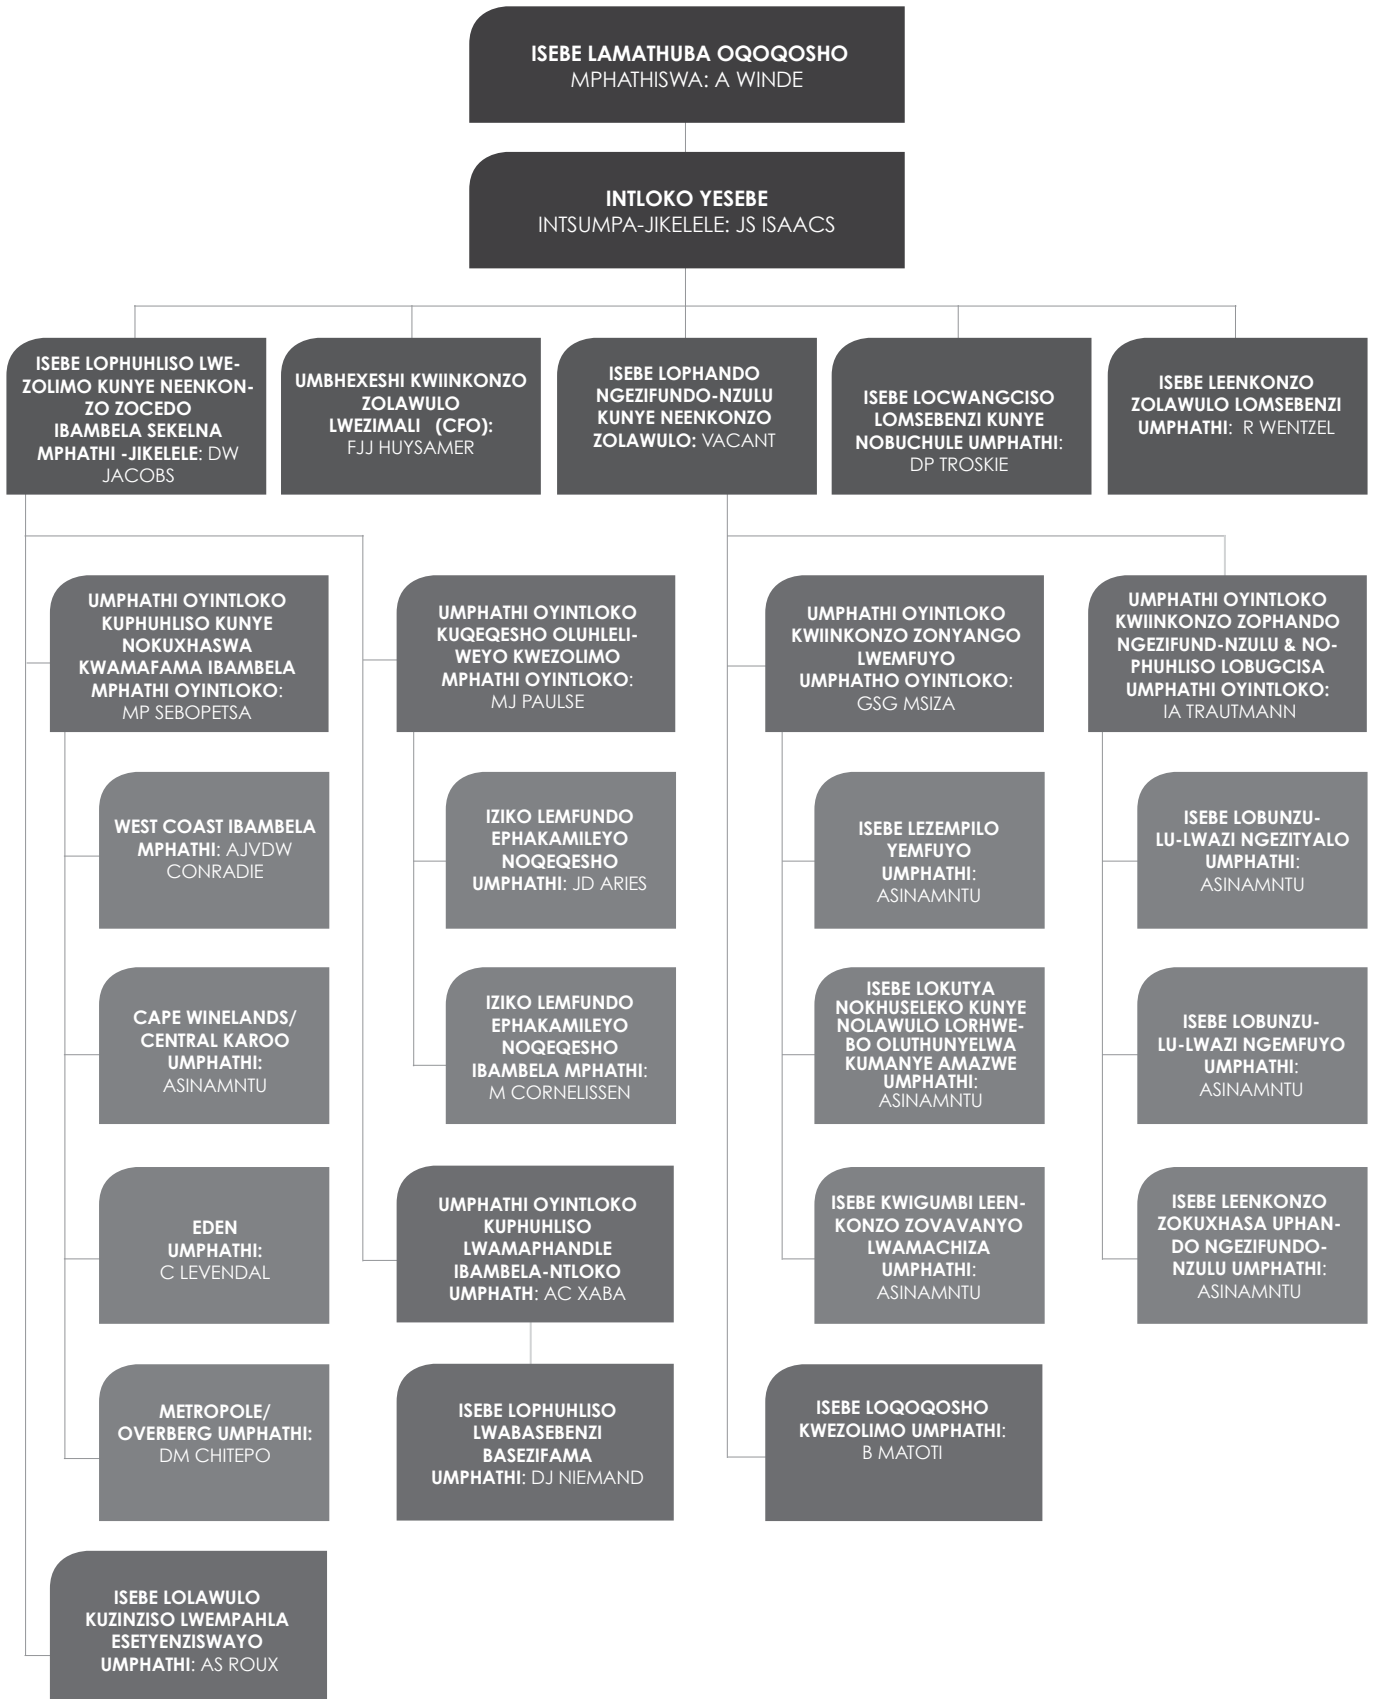 ISEBE LAMATHUBA OQOQOSHO
MPHATHISWA: A WINDE
INTLOKO YESEBE
INTSUMPA-JIKELELE: JS ISAACS
ISEBE LOPHUHLISO LWE-
ZOLIMO KUNYE NEENKON-
ZO ZOCEDO
IBAMBELA SEKELNA
MPHATHI -JIKELELE: DW
JACOBS
UMBHEXESHI KWIINKONZO
ZOLAWULO
LWEZIMALI (CFO):
FJJ HUYSAMER
ISEBE LOPHANDO
NGEZIFUNDO-NZULU
KUNYE NEENKONZO
ZOLAWULO: VACANT
ISEBE LOCWANGCISO
LOMSEBENZI KUNYE
NOBUCHULE UMPHATHI:
DP TROSKIE
ISEBE LEENKONZO
ZOLAWULO LOMSEBENZI
UMPHATHI: R WENTZEL
UMPHATHI OYINTLOKO
KUPHUHLISO KUNYE
NOKUXHASWA
KWAMAFAMA IBAMBELA
MPHATHI OYINTLOKO:
MP SEBOPETSA
UMPHATHI OYINTLOKO
KUQEQESHO OLUHLELI-
WEYO KWEZOLIMO
MPHATHI OYINTLOKO:
MJ PAULSE
UMPHATHI OYINTLOKO
KWIINKONZO ZONYANGO
LWEMFUYO
UMPHATHO OYINTLOKO:
GSG MSIZA
UMPHATHI OYINTLOKO
KWIINKONZO ZOPHANDO
NGEZIFUND-NZULU & NO-
PHUHLISO LOBUGCISA
UMPHATHI OYINTLOKO:
IA TRAUTMANN
WEST COAST IBAMBELA
MPHATHI: AJVDW
CONRADIE
IZIKO LEMFUNDO
EPHAKAMILEYO
NOQEQESHO
UMPHATHI: JD ARIES
ISEBE LEZEMPILO
YEMFUYO
UMPHATHI:
ASINAMNTU
ISEBE LOBUNZU-
LU-LWAZI NGEZITYALO
UMPHATHI:
ASINAMNTU
CAPE WINELANDS/
CENTRAL KAROO
UMPHATHI:
ASINAMNTU
IZIKO LEMFUNDO
EPHAKAMILEYO
NOQEQESHO
IBAMBELA MPHATHI:
M CORNELISSEN
ISEBE LOKUTYA
NOKHUSELEKO KUNYE
NOLAWULO LORHWE-
BO OLUTHUNYELWA
KUMANYE AMAZWE
UMPHATHI:
ASINAMNTU
ISEBE LOBUNZU-
LU-LWAZI NGEMFUYO
UMPHATHI:
ASINAMNTU
EDEN
UMPHATHI:
C LEVENDAL
UMPHATHI OYINTLOKO
KUPHUHLISO
LWAMAPHANDLE
IBAMBELA-NTLOKO
UMPHATH: AC XABA
ISEBE KWIGUMBI LEEN-
KONZO ZOVAVANYO
LWAMACHIZA
UMPHATHI:
ASINAMNTU
ISEBE LEENKONZO
ZOKUXHASA UPHAN-
DO NGEZIFUNDO-
NZULU UMPHATHI:
ASINAMNTU
METROPOLE/
OVERBERG UMPHATHI:
DM CHITEPO
ISEBE LOPHUHLISO
LWABASEBENZI
BASEZIFAMA
UMPHATHI: DJ NIEMAND
ISEBE LOQOQOSHO
KWEZOLIMO UMPHATHI:
B MATOTI
ISEBE LOLAWULO
KUZINZISO LWEMPAHLA
ESETYENZISWAYO
UMPHATHI: AS ROUX